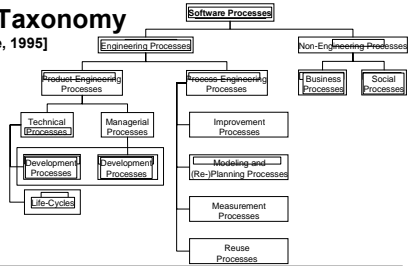 Taxonomy
e, 1995]
Software Processes
Engineering Processes
Non-Engineering Processes
Product-Engineering
Processes
Process-Engineering
Processes
Business
Processes
Social
Processes
Technical
Processes
Managerial
Processes
Improvement
Processes
Development
Processes
Development
Processes
Modeling and
(Re-)Planning Processes
Life-Cycles
Measurement
Processes
Reuse
Processes